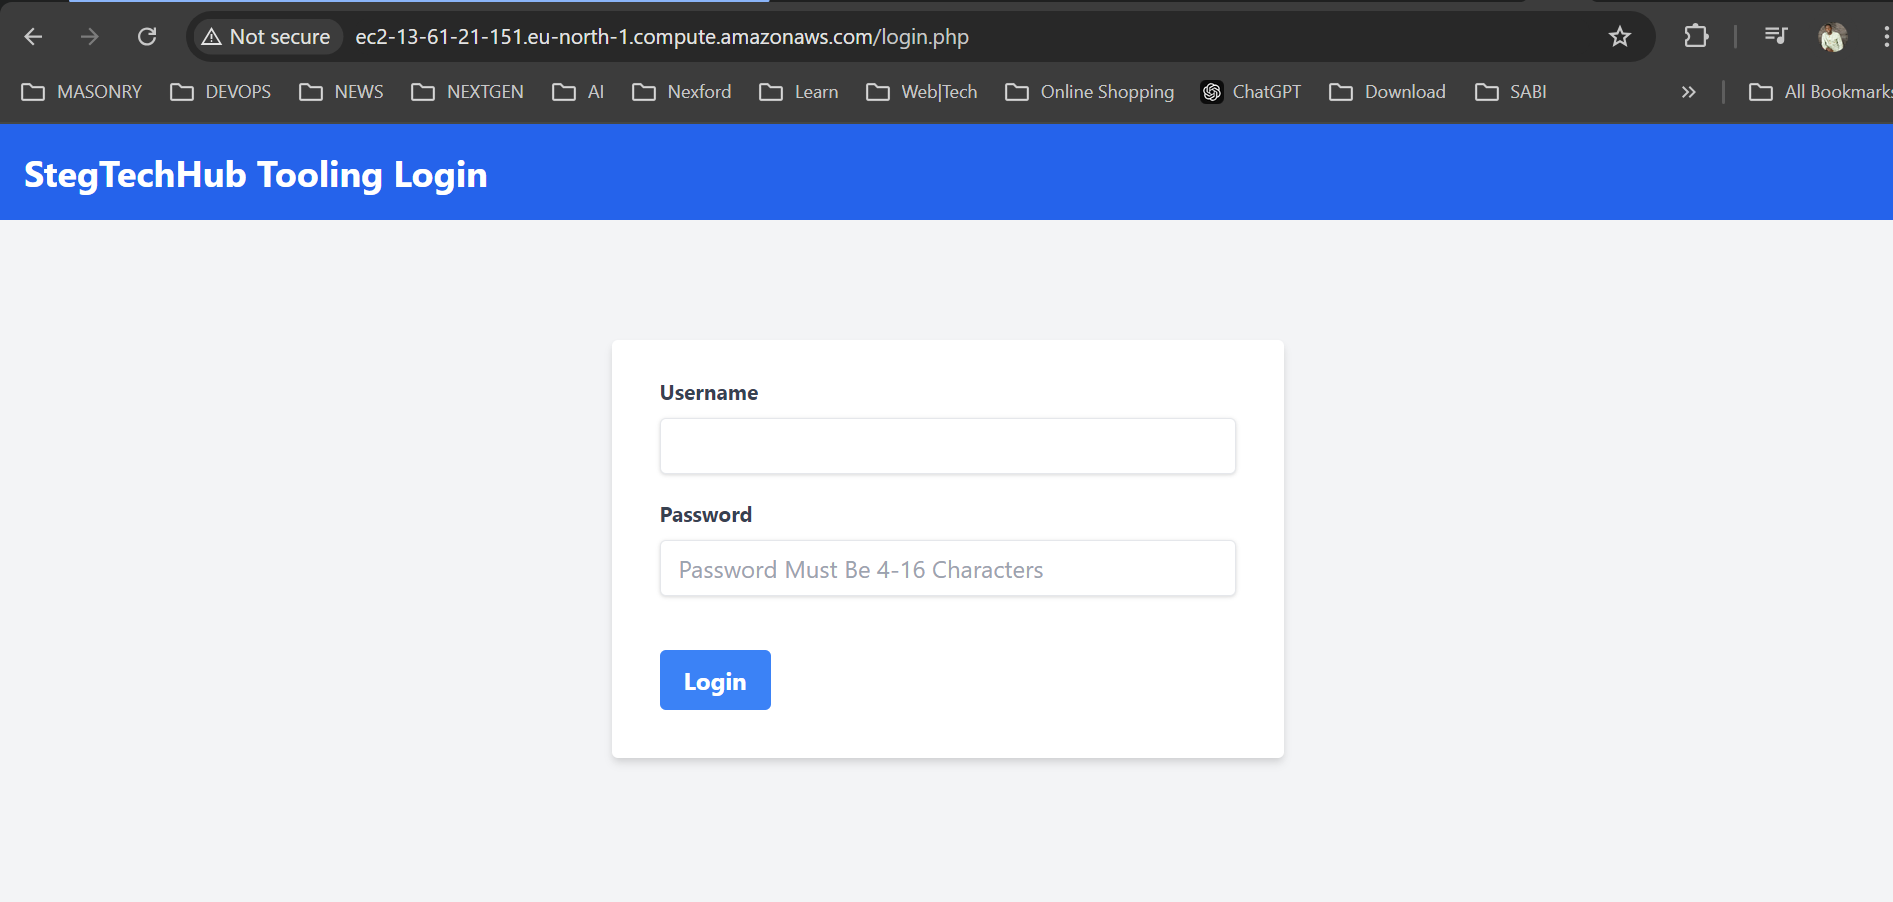 Not secure ec2-13-61-21-151.eu-north-1.compute.amazonaws.com/login.php
MASONRY DEVOPS NEWS NEXTGEN AI Nexford Learn Web|Tech Online Shopping ChatGPT Download SABI » All Bookmarks
StegTechHub Tooling Login
Username
Password
Password Must Be 4-16 Characters
Login